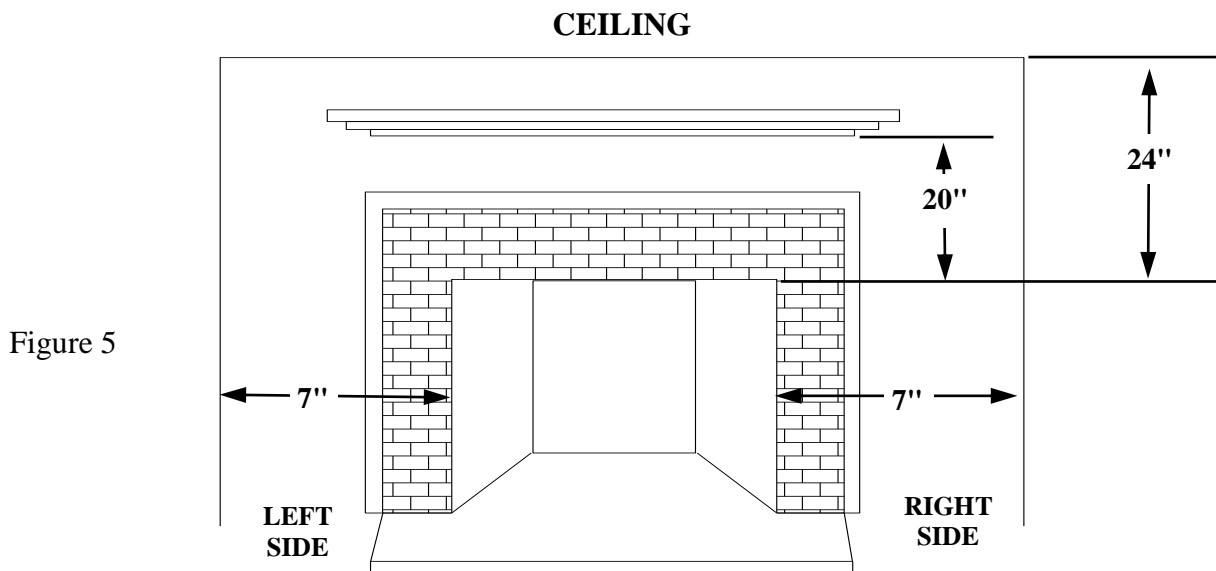 CEILING
24"
20"
Figure 5
7"
7"
LEFT
SIDE
RIGHT
SIDE